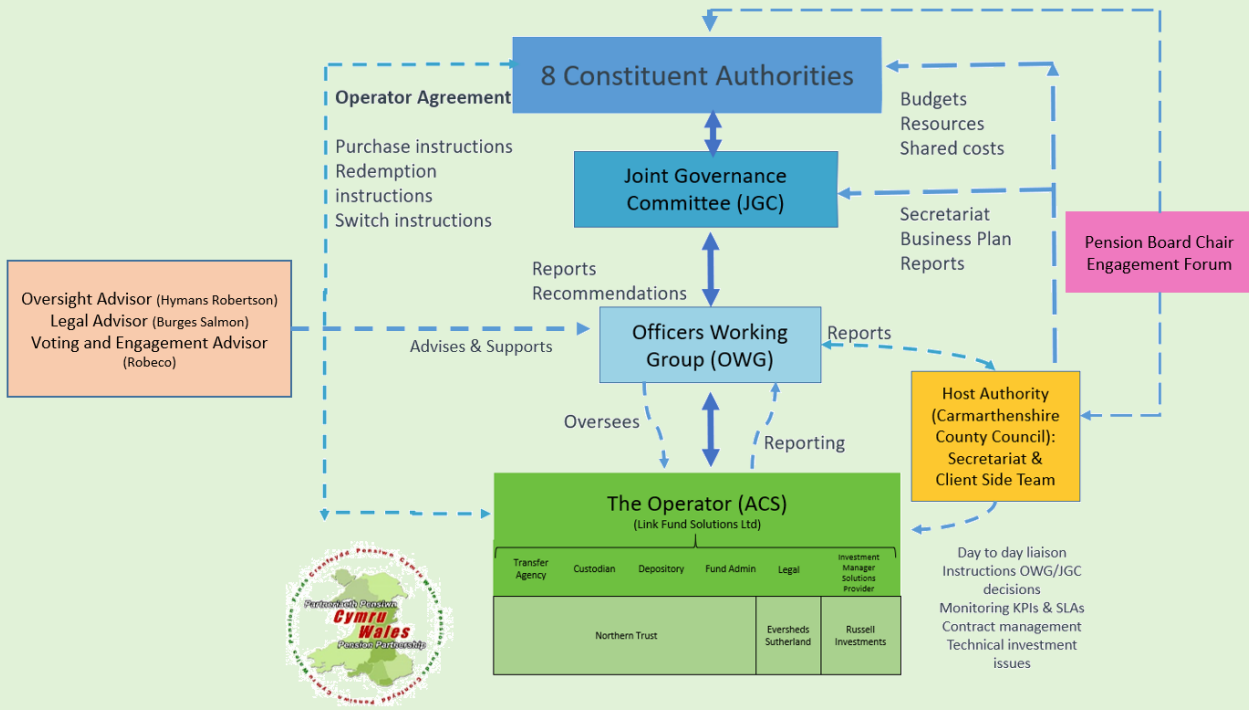 8 Constituent Authorities
Operator Agreement
Purchase instructions
Redemption
instructions
Switch instructions
Budgets
Resources
Shared costs
Joint Governance
Committee (JGC)
Secretariat
Business Plan
Reports
Pension Board Chair
Engagement Forum
Reports
Recommendations
Oversight Advisor (Hymans Robertson)
Legal Advisor (Burges Salmon)
Voting and Engagement Advisor
(Robeco)
Advises & Supports
Officers Working
Group (OWG)
Reports
Host Authority
(Carmarthenshire
County Council):
Secretariat &
Client Side Team
Oversees
Reporting
The Operator (ACS)
(Link Fund Solutions Ltd)
Transfer
Agency
Custodian
Depository
Fund Admin
Legal
Investment
Manager
Solutions
Provider
Northern Trust
Eversheds
Sutherland
Russell
Investments
Day to day liaison
Instructions OWG/JGC
decisions
Monitoring KPIs & SLAs
Contract management
Technical investment
issues
Partneriaeth Pensiwn
Cymru
Wales
Pension Partnership